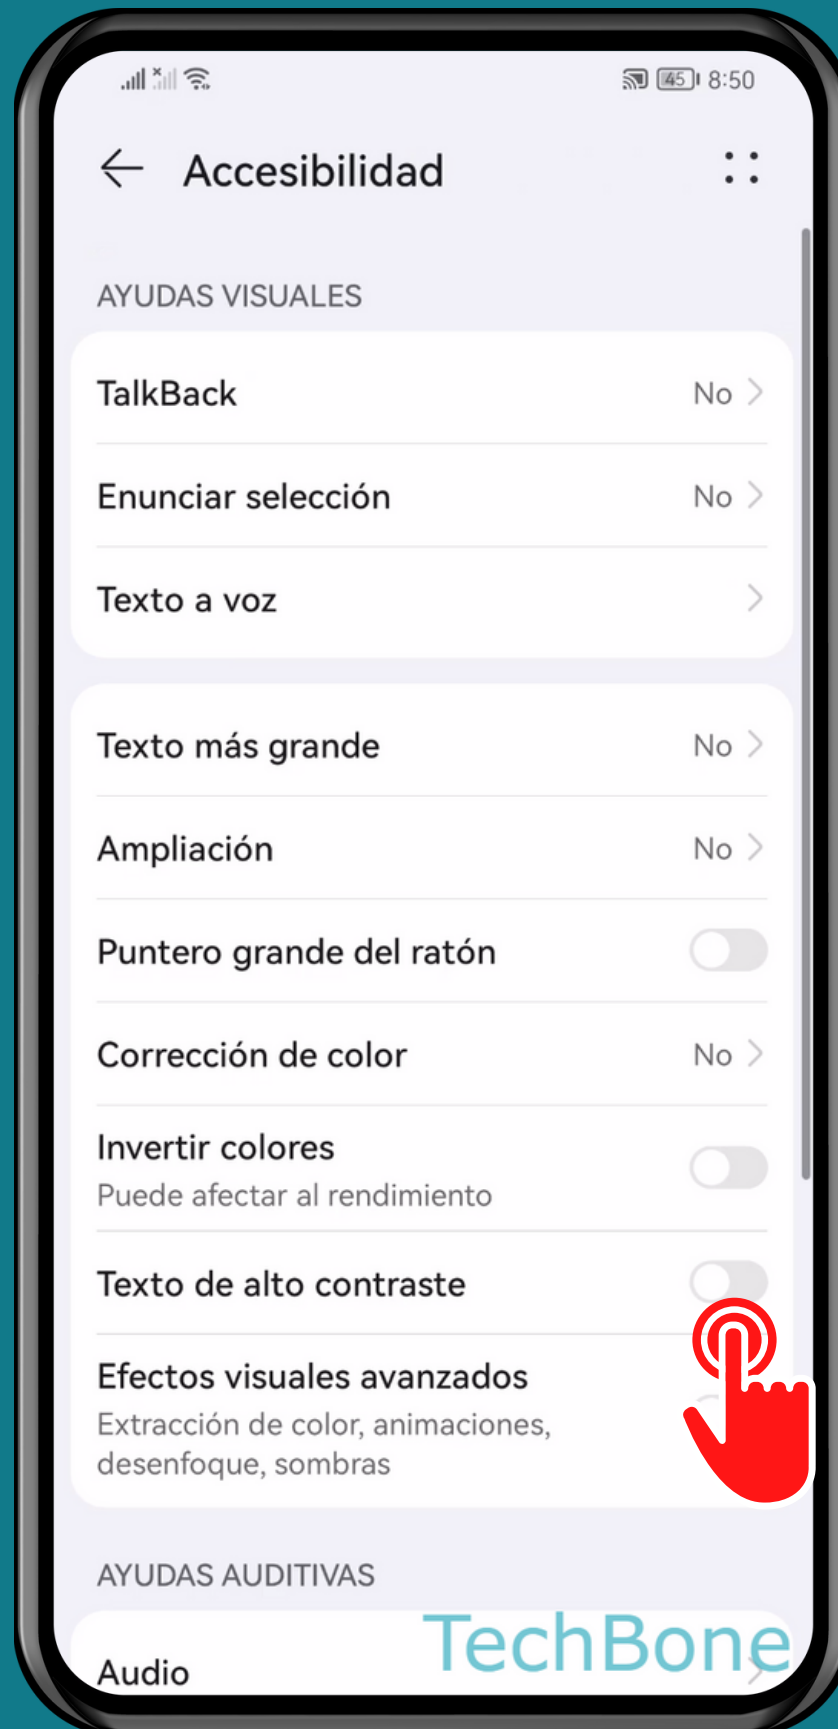 45 8:50
Accesibilidad
AYUDAS VISUALES
TalkBack No
Enunciar selección No
Texto a voz
Texto más grande No
Ampliación No
Puntero grande del ratón
Corrección de color No
Invertir colores
Puede afectar al rendimiento
Texto de alto contraste
Efectos visuales avanzados
Extracción de color, animaciones,
desenfoque, sombras
AYUDAS AUDITIVAS
TechBone
Audio